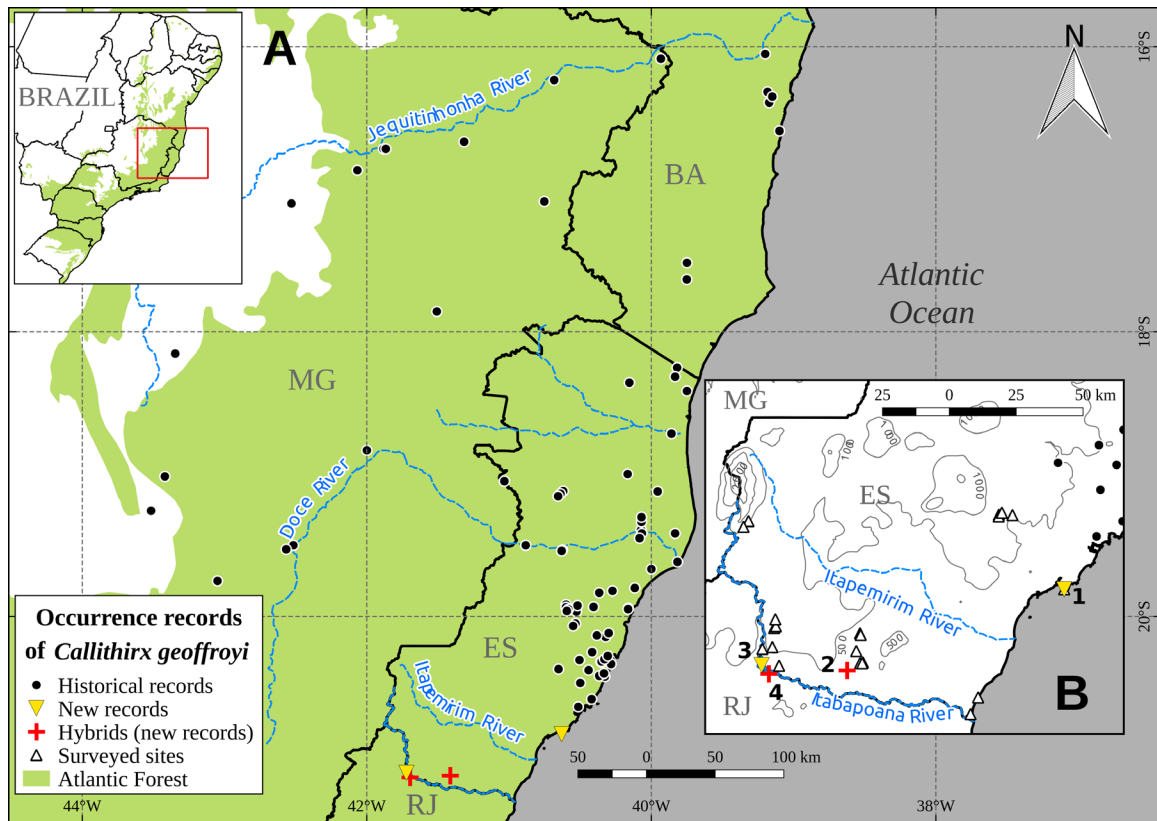 BRAZIL
A
Jequitinhonha River
BA
N
16°S
Atlantic
Ocean
18°S
MG
Doce River
ES
Itapemirim River
RJ
20°S
44°W
42°W
40°W
38°W
50
0
50
100 km
Occurrence records
of Callithirx geoffroyi
Historical records
New records
Hybrids (new records)
Surveyed sites
Atlantic Forest
MG
25
0
25
50 km
ES
1000
500
500
Itapemirim River
1
2
3
4
RJ
Itabapoana River
B